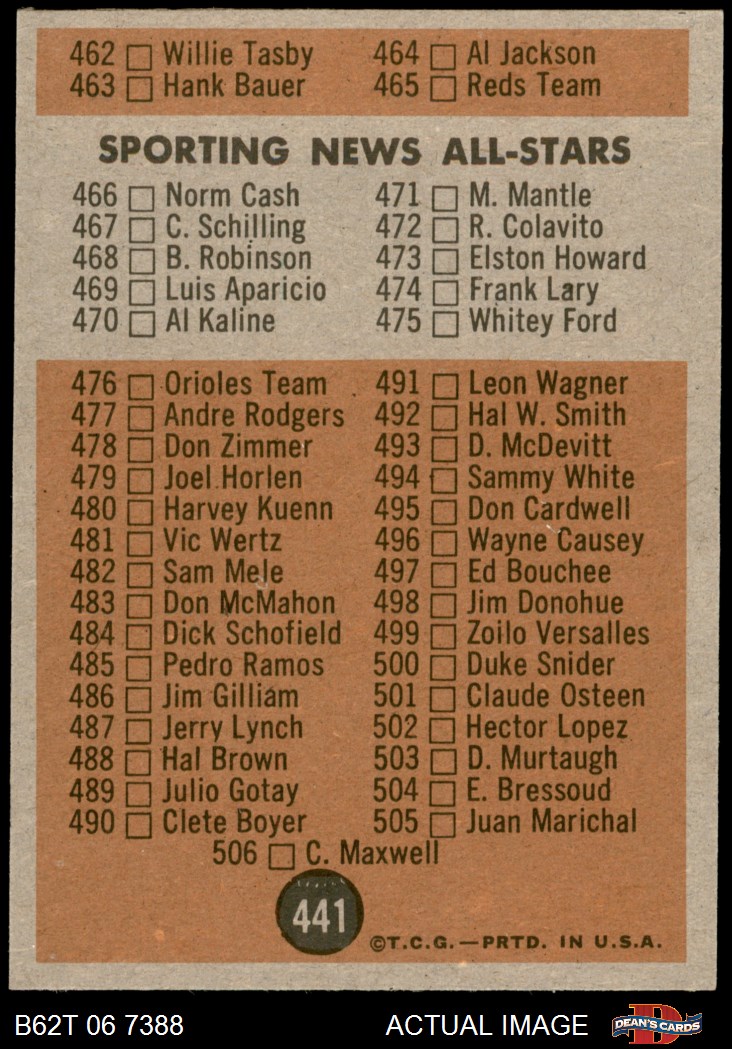 462 Willie Tasby 464 Al Jackson
463 Hank Bauer 465 Reds Team
SPORTING NEWS ALL-STARS
466 Norm Cash 471 M. Mantle
467 C. Schilling 472 R. Colavito
468 B. Robinson 473 Elston Howard
469 Luis Aparicio 474 Frank Lary
470 Al Kaline 475 Whitey Ford
476 Orioles Team 491 Leon Wagner
477 Andre Rodgers 492 Hal W. Smith
478 Don Zimmer 493 D. McDevitt
479 Joel Horlen 494 Sammy White
480 Harvey Kuenn 495 Don Cardwell
481 Vic Wertz 496 Wayne Causey
482 Sam Mele 497 Ed Bouchee
483 Don McMahon 498 Jim Donohue
484 Dick Schofield 499 Zoilo Versalles
485 Pedro Ramos 500 Duke Snider
486 Jim Gilliam 501 Claude Osteen
487 Jerry Lynch 502 Hector Lopez
488 Hal Brown 503 D. Murtaugh
489 Julio Gotay 504 E. Bressoud
490 Clete Boyer 505 Juan Marichal
506 C. Maxwell
441
©T.C.G.—PRTD. IN U.S.A.
B62T 06 7388 ACTUAL IMAGE D DEAN'S CARDS